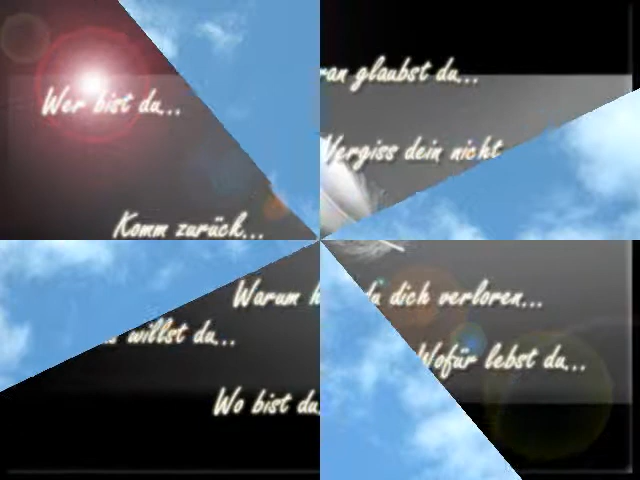 Wer bist du...
glaubst du...
Vergiss dein nicht
Komm zurück...
Warum du dich verloren...
willst du...
Wofür lebst du...
Wo bist du